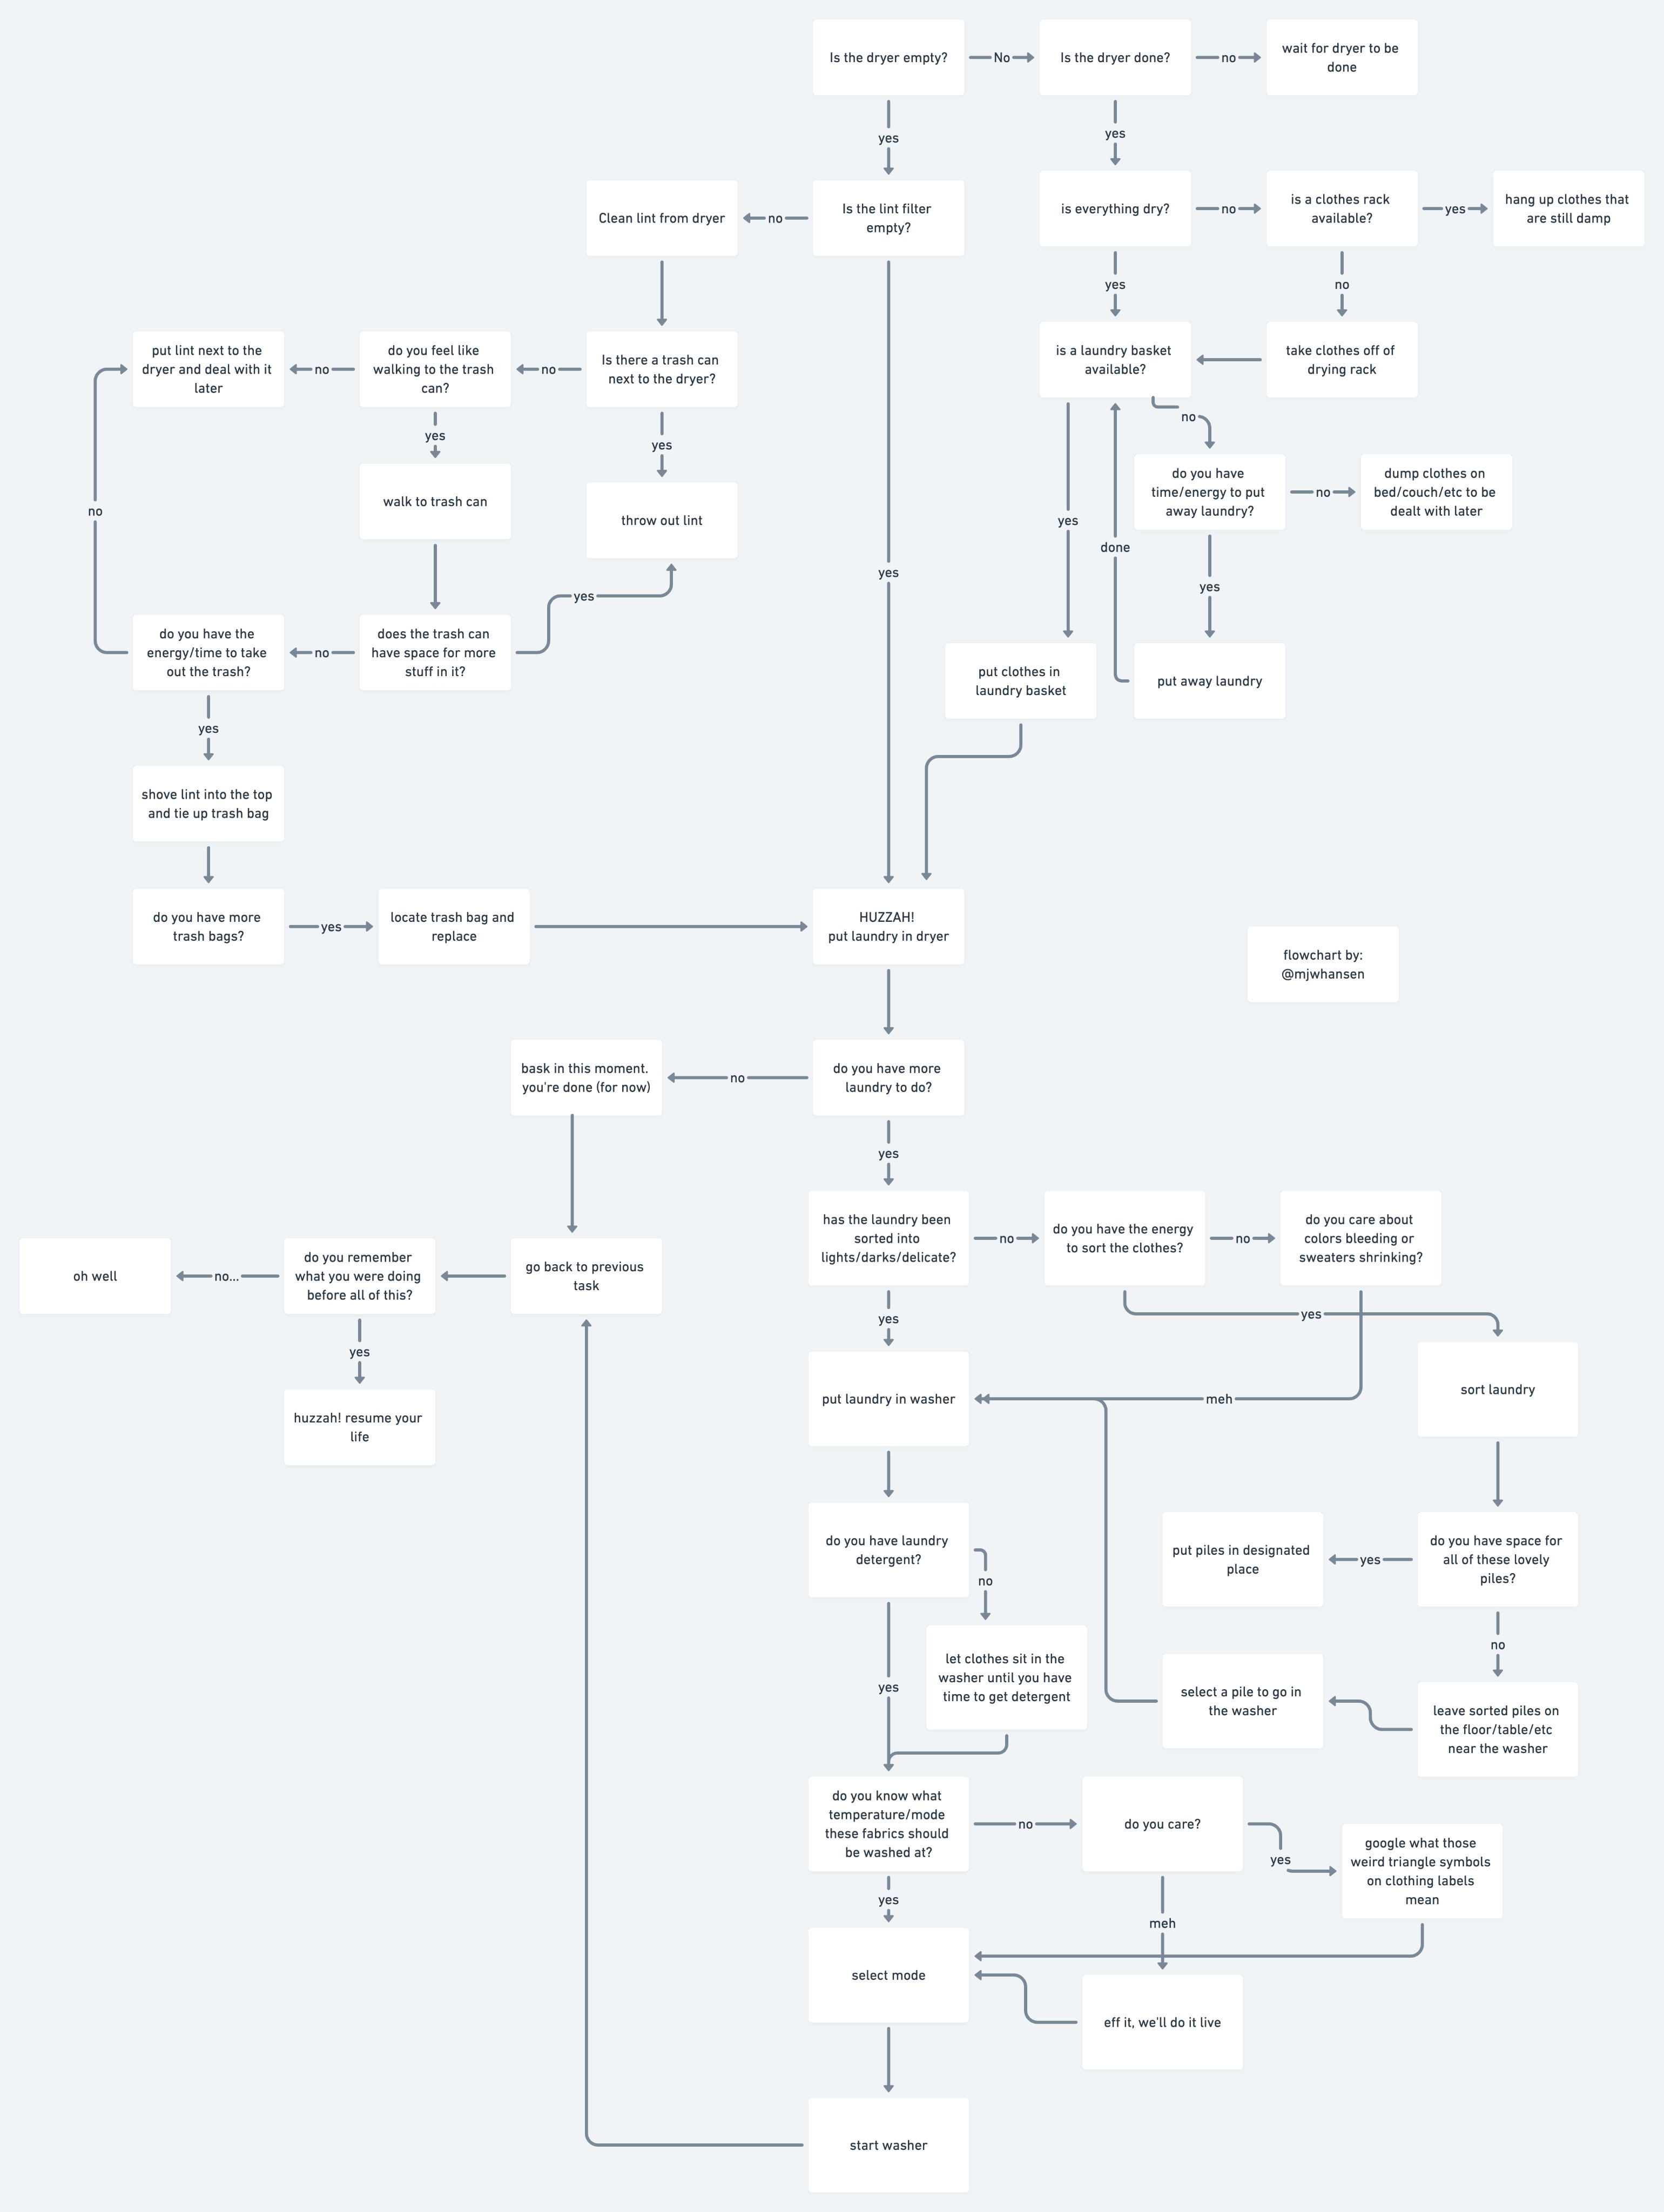 Is the dryer empty?
No
Is the dryer done?
no
wait for dryer to be
done
yes
yes
Clean lint from dryer
no
Is the lint filter
empty?
is everything dry?
no
is a clothes rack
available?
yes
hang up clothes that
are still damp
yes
no
put lint next to the
dryer and deal with it
later
no
do you feel like
walking to the trash
can?
no
Is there a trash can
next to the dryer?
is a laundry basket
available?
take clothes off of
drying rack
yes
yes
no
walk to trash can
throw out lint
do you have
time/energy to put
away laundry?
no
dump clothes on
bed/couch/etc to be
dealt with later
no
yes
done
yes
yes
yes
do you have the
energy/time to take
out the trash?
no
does the trash can
have space for more
stuff in it?
put clothes in
laundry basket
put away laundry
yes
shove lint into the top
and tie up trash bag
do you have more
trash bags?
yes
locate trash bag and
replace
HUZZAH!
put laundry in dryer
flowchart by:
@mjwhansen
bask in this moment.
you're done (for now)
no
do you have more
laundry to do?
yes
has the laundry been
sorted into
lights/darks/delicate?
no
do you have the energy
to sort the clothes?
no
do you care about
colors bleeding or
sweaters shrinking?
oh well
no...
do you remember
what you were doing
before all of this?
go back to previous
task
yes
yes
yes
huzzah! resume your
life
put laundry in washer
meh
sort laundry
do you have laundry
detergent?
no
put piles in designated
place
yes
do you have space for
all of these lovely
piles?
no
yes
let clothes sit in the
washer until you have
time to get detergent
select a pile to go in
the washer
leave sorted piles on
the floor/table/etc
near the washer
do you know what
temperature/mode
these fabrics should
be washed at?
no
do you care?
yes
google what those
weird triangle symbols
on clothing labels
mean
yes
meh
select mode
eff it, we'll do it live
start washer